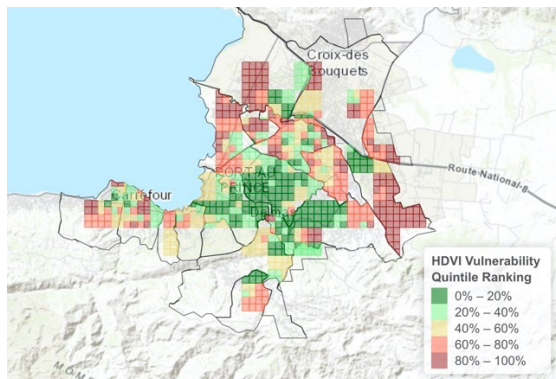 Croix-des
Bouquets
PORT-AU
PRINCE
Carrefour
Delmas
Route-National-8
HDVI Vulnerability
Quintile Ranking
0% – 20%
20% – 40%
40% – 60%
60% – 80%
80% – 100%